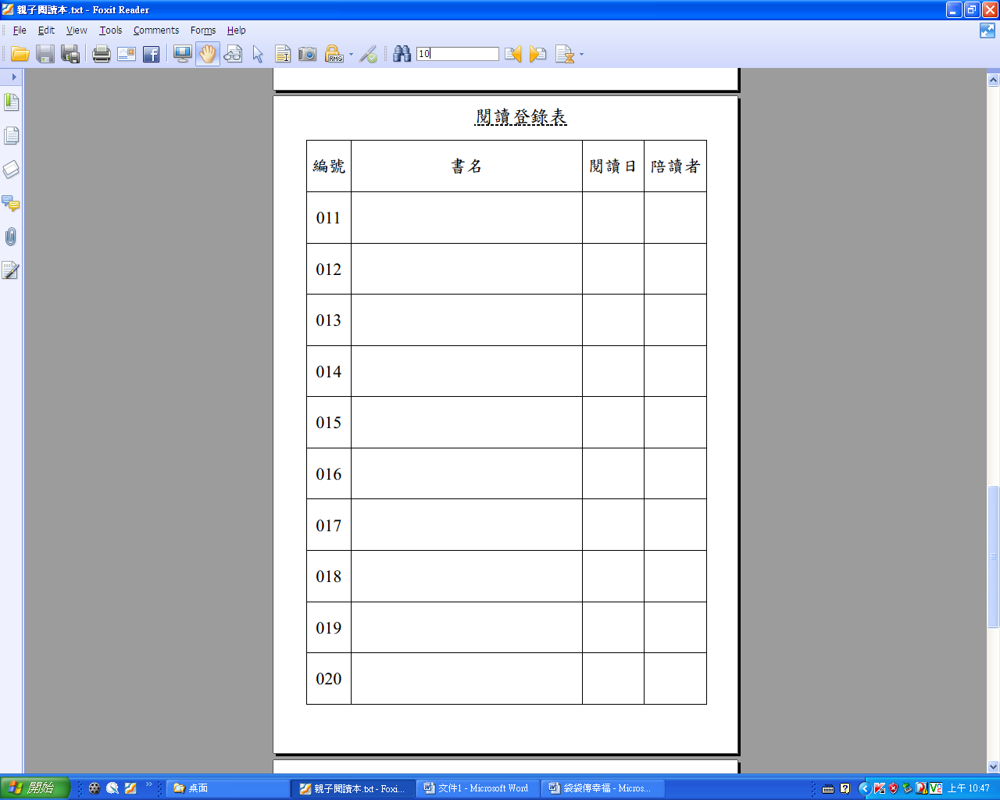 親子閱讀本.txt - Foxit Reader
File Edit View Tools Comments Forms Help
RMS 10
閱讀登錄表
編號 書名 閱讀日 陪讀者
011
012
013
014
015
016
017
018
019
020
開始 桌面 親子閱讀本.txt - Foxi... 文件1 - Microsoft Word 袋袋傳幸福 - Micros... 上午 10:47